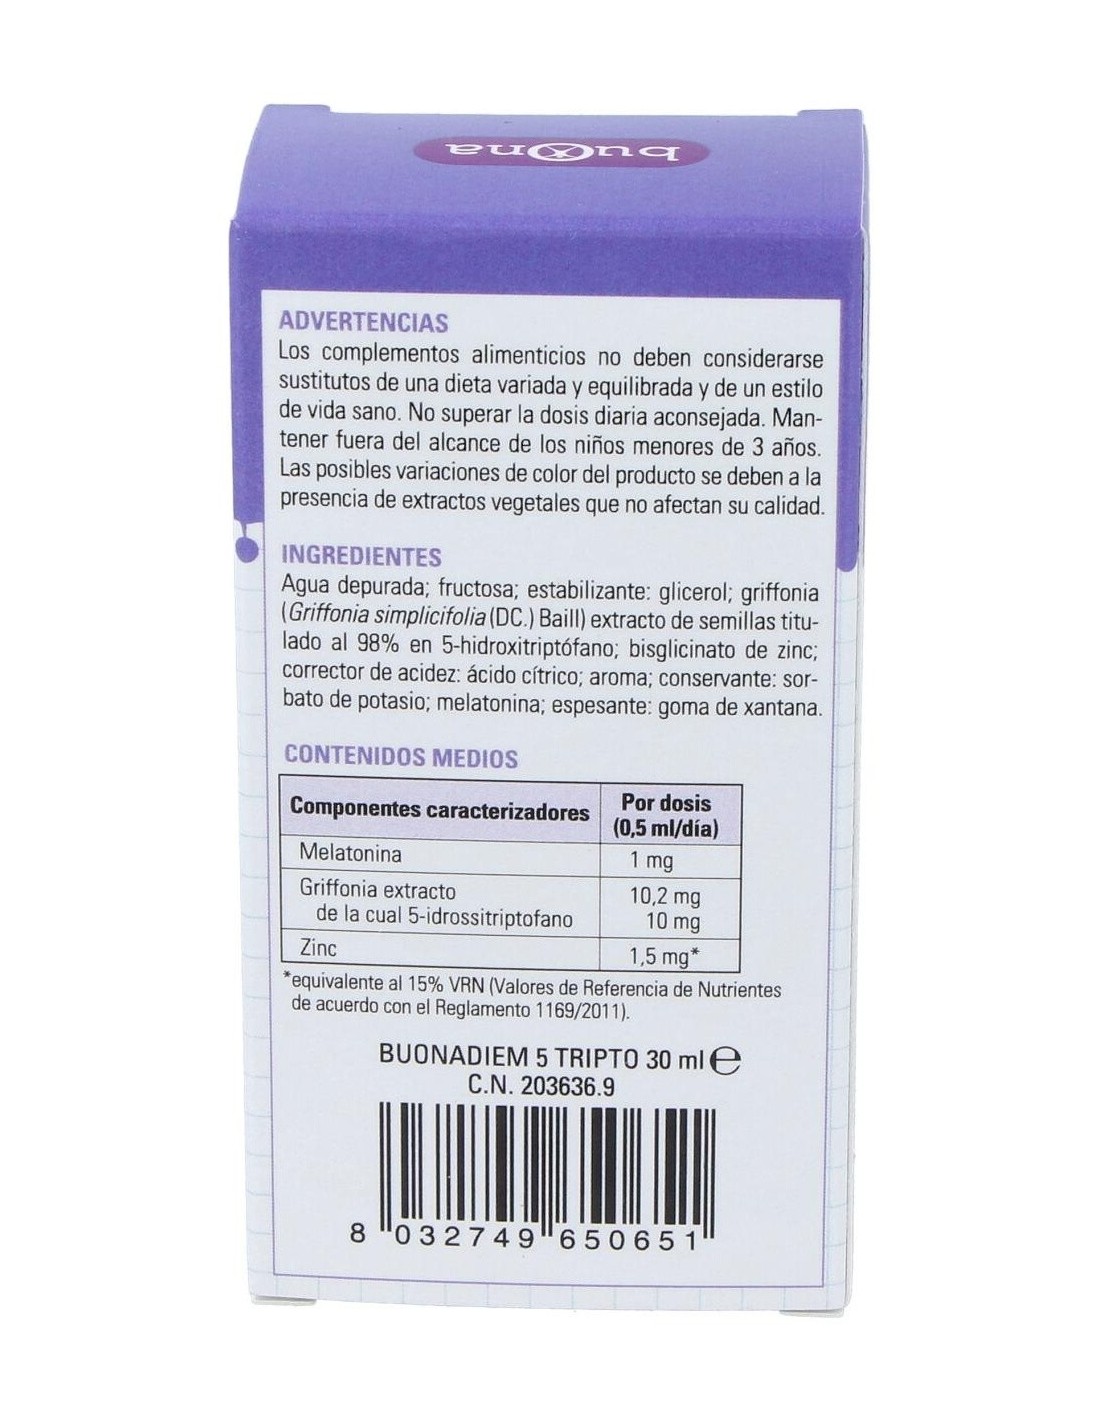 buona
ADVERTENCIAS
Los complementos alimenticios no deben considerarse
sustitutos de una dieta variada y equilibrada y de un estilo
de vida sano. No superar la dosis diaria aconsejada. Man-
tener fuera del alcance de los niños menores de 3 años.
Las posibles variaciones de color del producto se deben a la
presencia de extractos vegetales que no afectan su calidad.
INGREDIENTES
Agua depurada; fructosa; estabilizante: glicerol; griffonia
(Griffonia simplicifolia (DC.) Baill) extracto de semillas titu-
lado al 98% en 5-hidroxitriptófano; bisglicinato de zinc;
corrector de acidez: ácido cítrico; aroma; conservante: sor-
bato de potasio; melatonina; espesante: goma de xantana.
CONTENIDOS MEDIOS
Componentes caracterizadores
Por dosis
(0,5 ml/día)
Melatonina 1 mg
Griffonia extracto 10,2 mg
de la cual 5-idrossitriptofano 10 mg
Zinc 1,5 mg*
*equivalente al 15% VRN (Valores de Referencia de Nutrientes
de acuerdo con el Reglamento 1169/2011).
BUONADIEM 5 TRIPTO 30 ml ℮
C.N. 203636.9
8 032749 650651